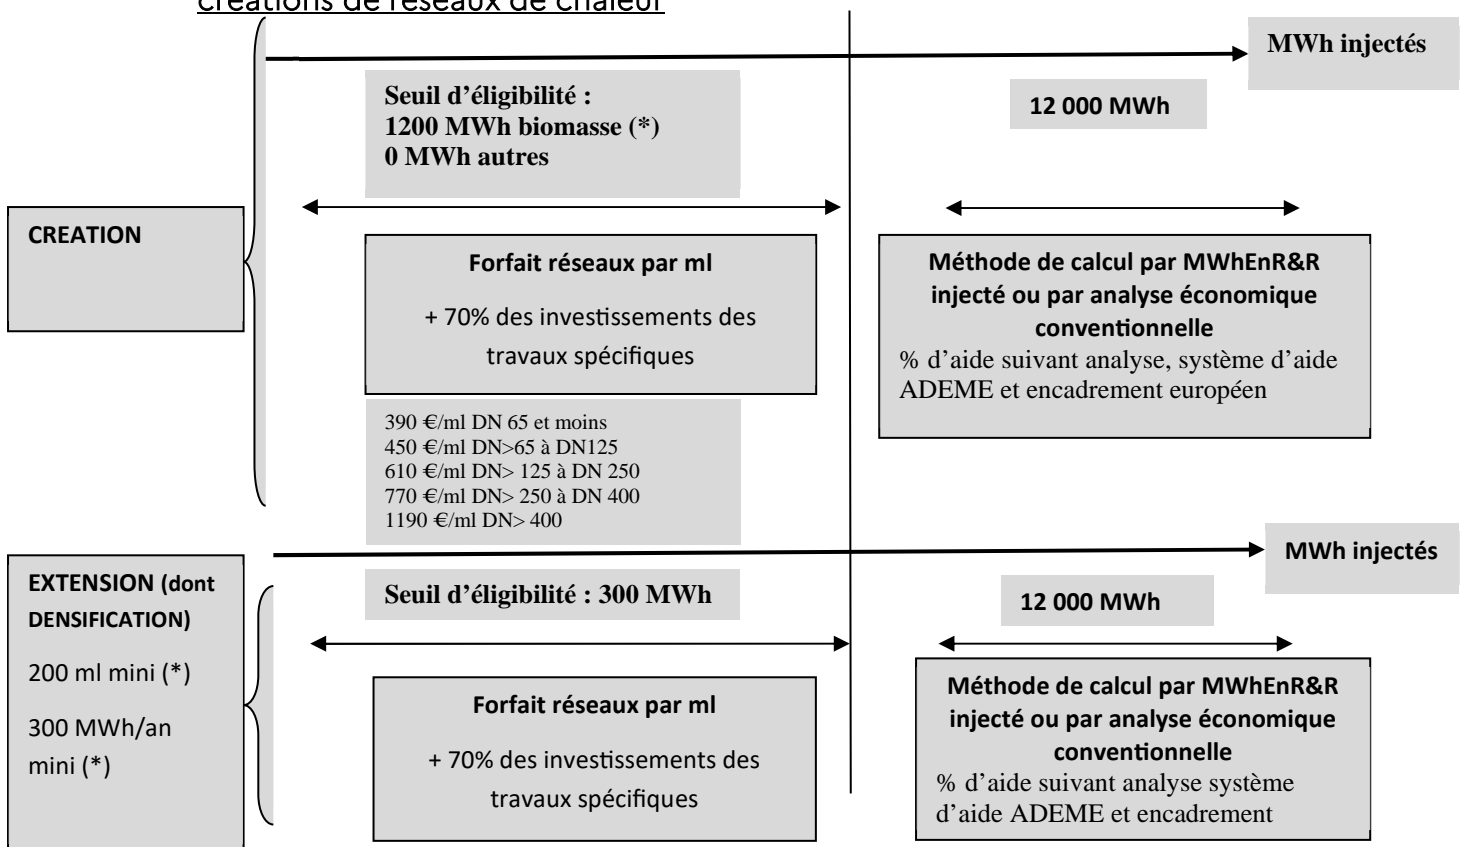 créations de réseaux de chaleur
MWh injectés
Seuil d’éligibilité :
1200 MWh biomasse (*)
0 MWh autres
12 000 MWh
CREATION
Forfait réseaux par ml
+ 70% des investissements des
travaux spécifiques
Méthode de calcul par MWhEnR&R
injecté ou par analyse économique
conventionnelle
% d’aide suivant analyse, système d’aide
ADEME et encadrement européen
390 €/ml DN 65 et moins
450 €/ml DN>65 à DN125
610 €/ml DN> 125 à DN 250
770 €/ml DN> 250 à DN 400
1190 €/ml DN> 400
MWh injectés
EXTENSION (dont
DENSIFICATION)
200 ml mini (*)
300 MWh/an
mini (*)
Seuil d’éligibilité : 300 MWh
12 000 MWh
Forfait réseaux par ml
+ 70% des investissements des
travaux spécifiques
Méthode de calcul par MWhEnR&R
injecté ou par analyse économique
conventionnelle
% d’aide suivant analyse système
d’aide ADEME et encadrement